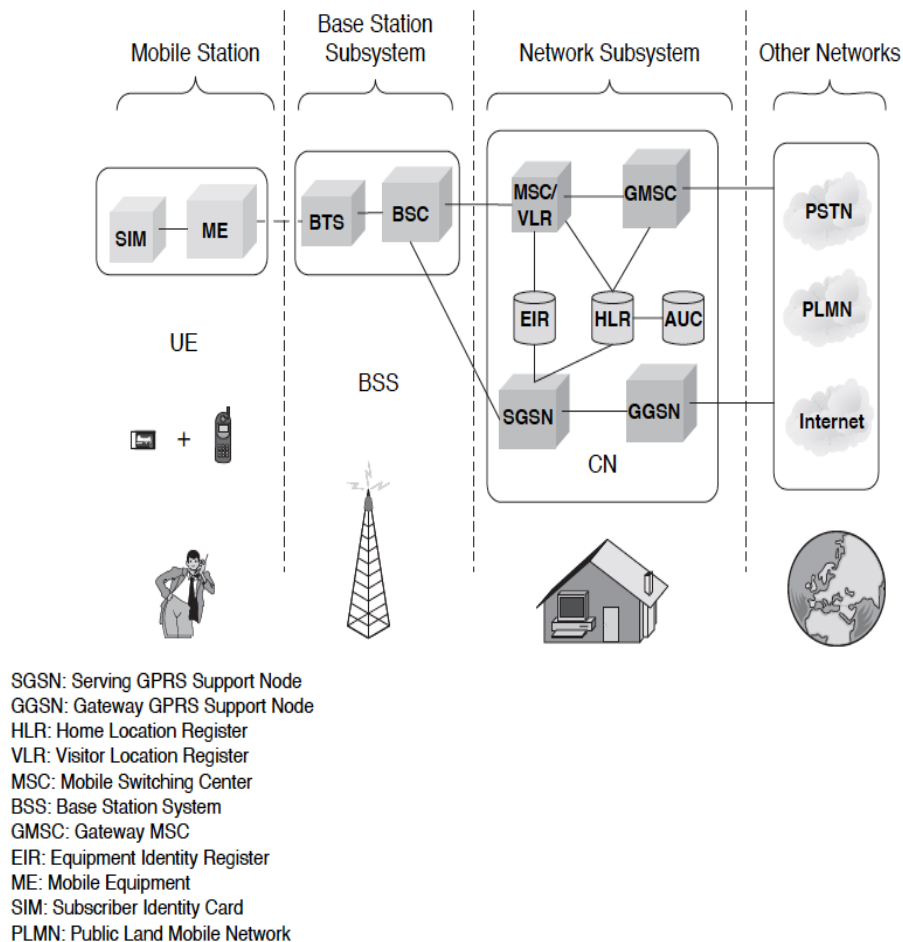 Mobile Station
Base Station
Subsystem
Network Subsystem
Other Networks
SIM
ME
BTS
BSC
MSC/
VLR
GMSC
PSTN
EIR
HLR
AUC
PLMN
UE
BSS
SGSN
GGSN
Internet
+
CN
SGSN: Serving GPRS Support Node
GGSN: Gateway GPRS Support Node
HLR: Home Location Register
VLR: Visitor Location Register
MSC: Mobile Switching Center
BSS: Base Station System
GMSC: Gateway MSC
EIR: Equipment Identity Register
ME: Mobile Equipment
SIM: Subscriber Identity Card
PLMN: Public Land Mobile Network